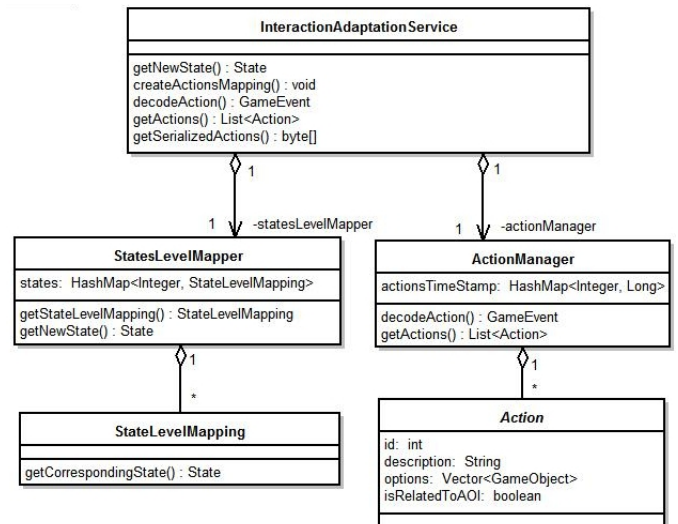 InteractionAdaptationService
getNewState() : State
createActionsMapping() : void
decodeAction() : GameEvent
getActions() : List<Action>
getSerializedActions() : byte[]
1
1
1
-statesLevelMapper
1
-actionManager
StatesLevelMapper
states: HashMap<Integer, StateLevelMapping>
getStateLevelMapping() : StateLevelMapping
getNewState() : State
ActionManager
actionsTimeStamp: HashMap<Integer, Long>
decodeAction() : GameEvent
getActions() : List<Action>
1
*
1
*
StateLevelMapping
getCorrespondingState() : State
Action
id: int
description: String
options: Vector<GameObject>
isRelatedToAOI: boolean